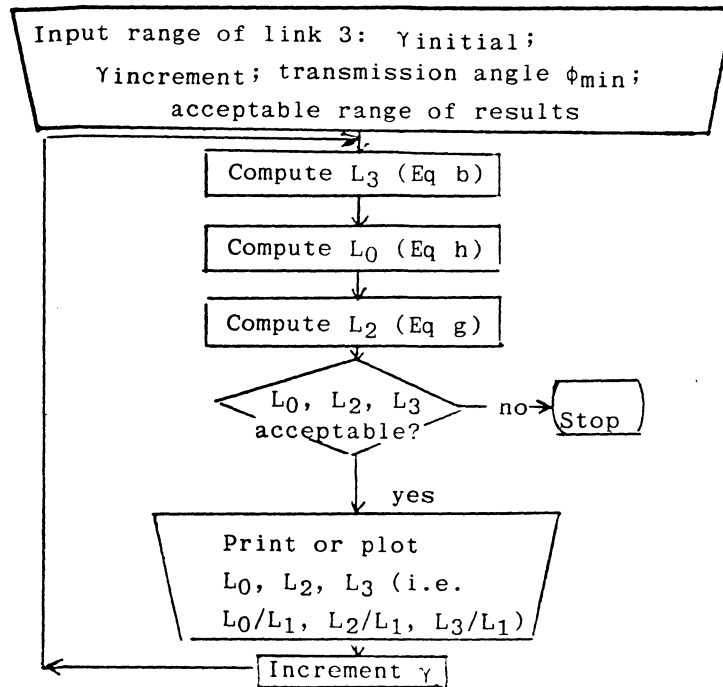 Input range of link 3: γinitial;
γincrement; transmission angle ϕmin;
acceptable range of results
Compute L3 (Eq b)
Compute L0 (Eq h)
Compute L2 (Eq g)
L0, L2, L3
acceptable?
no
Stop
yes
Print or plot
L0, L2, L3 (i.e.
L0/L1, L2/L1, L3/L1)
Increment γ